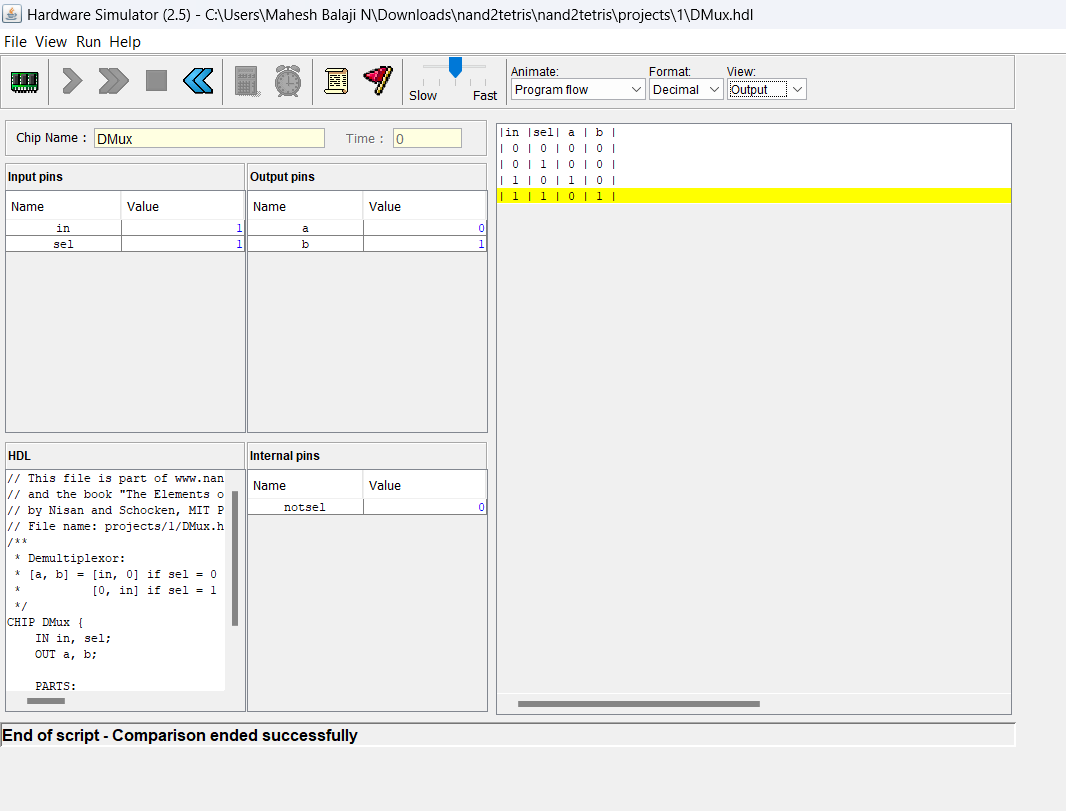 Hardware Simulator (2.5) - C:\Users\Mahesh Balaji N\Downloads\nand2tetris\nand2tetris\projects\1\DMux.hdl
File View Run Help
Slow Fast
Animate: Format: View:
Program flow Decimal Output
Chip Name : DMux Time : 0
Input pins
Name Value
in 1
sel 1
Output pins
Name Value
a 0
b 1
HDL
// This file is part of www.nan
// and the book "The Elements o
// by Nisan and Schocken, MIT P
// File name: projects/1/DMux.h
/**
* Demultiplexor:
* [a, b] = [in, 0] if sel = 0
* [0, in] if sel = 1
*/
CHIP DMux {
IN in, sel;
OUT a, b;
PARTS:
Internal pins
Name Value
notsel 0
|in |sel| a | b |
| 0 | 0 | 0 | 0 |
| 0 | 1 | 0 | 0 |
| 1 | 0 | 1 | 0 |
| 1 | 1 | 0 | 1 |
End of script - Comparison ended successfully